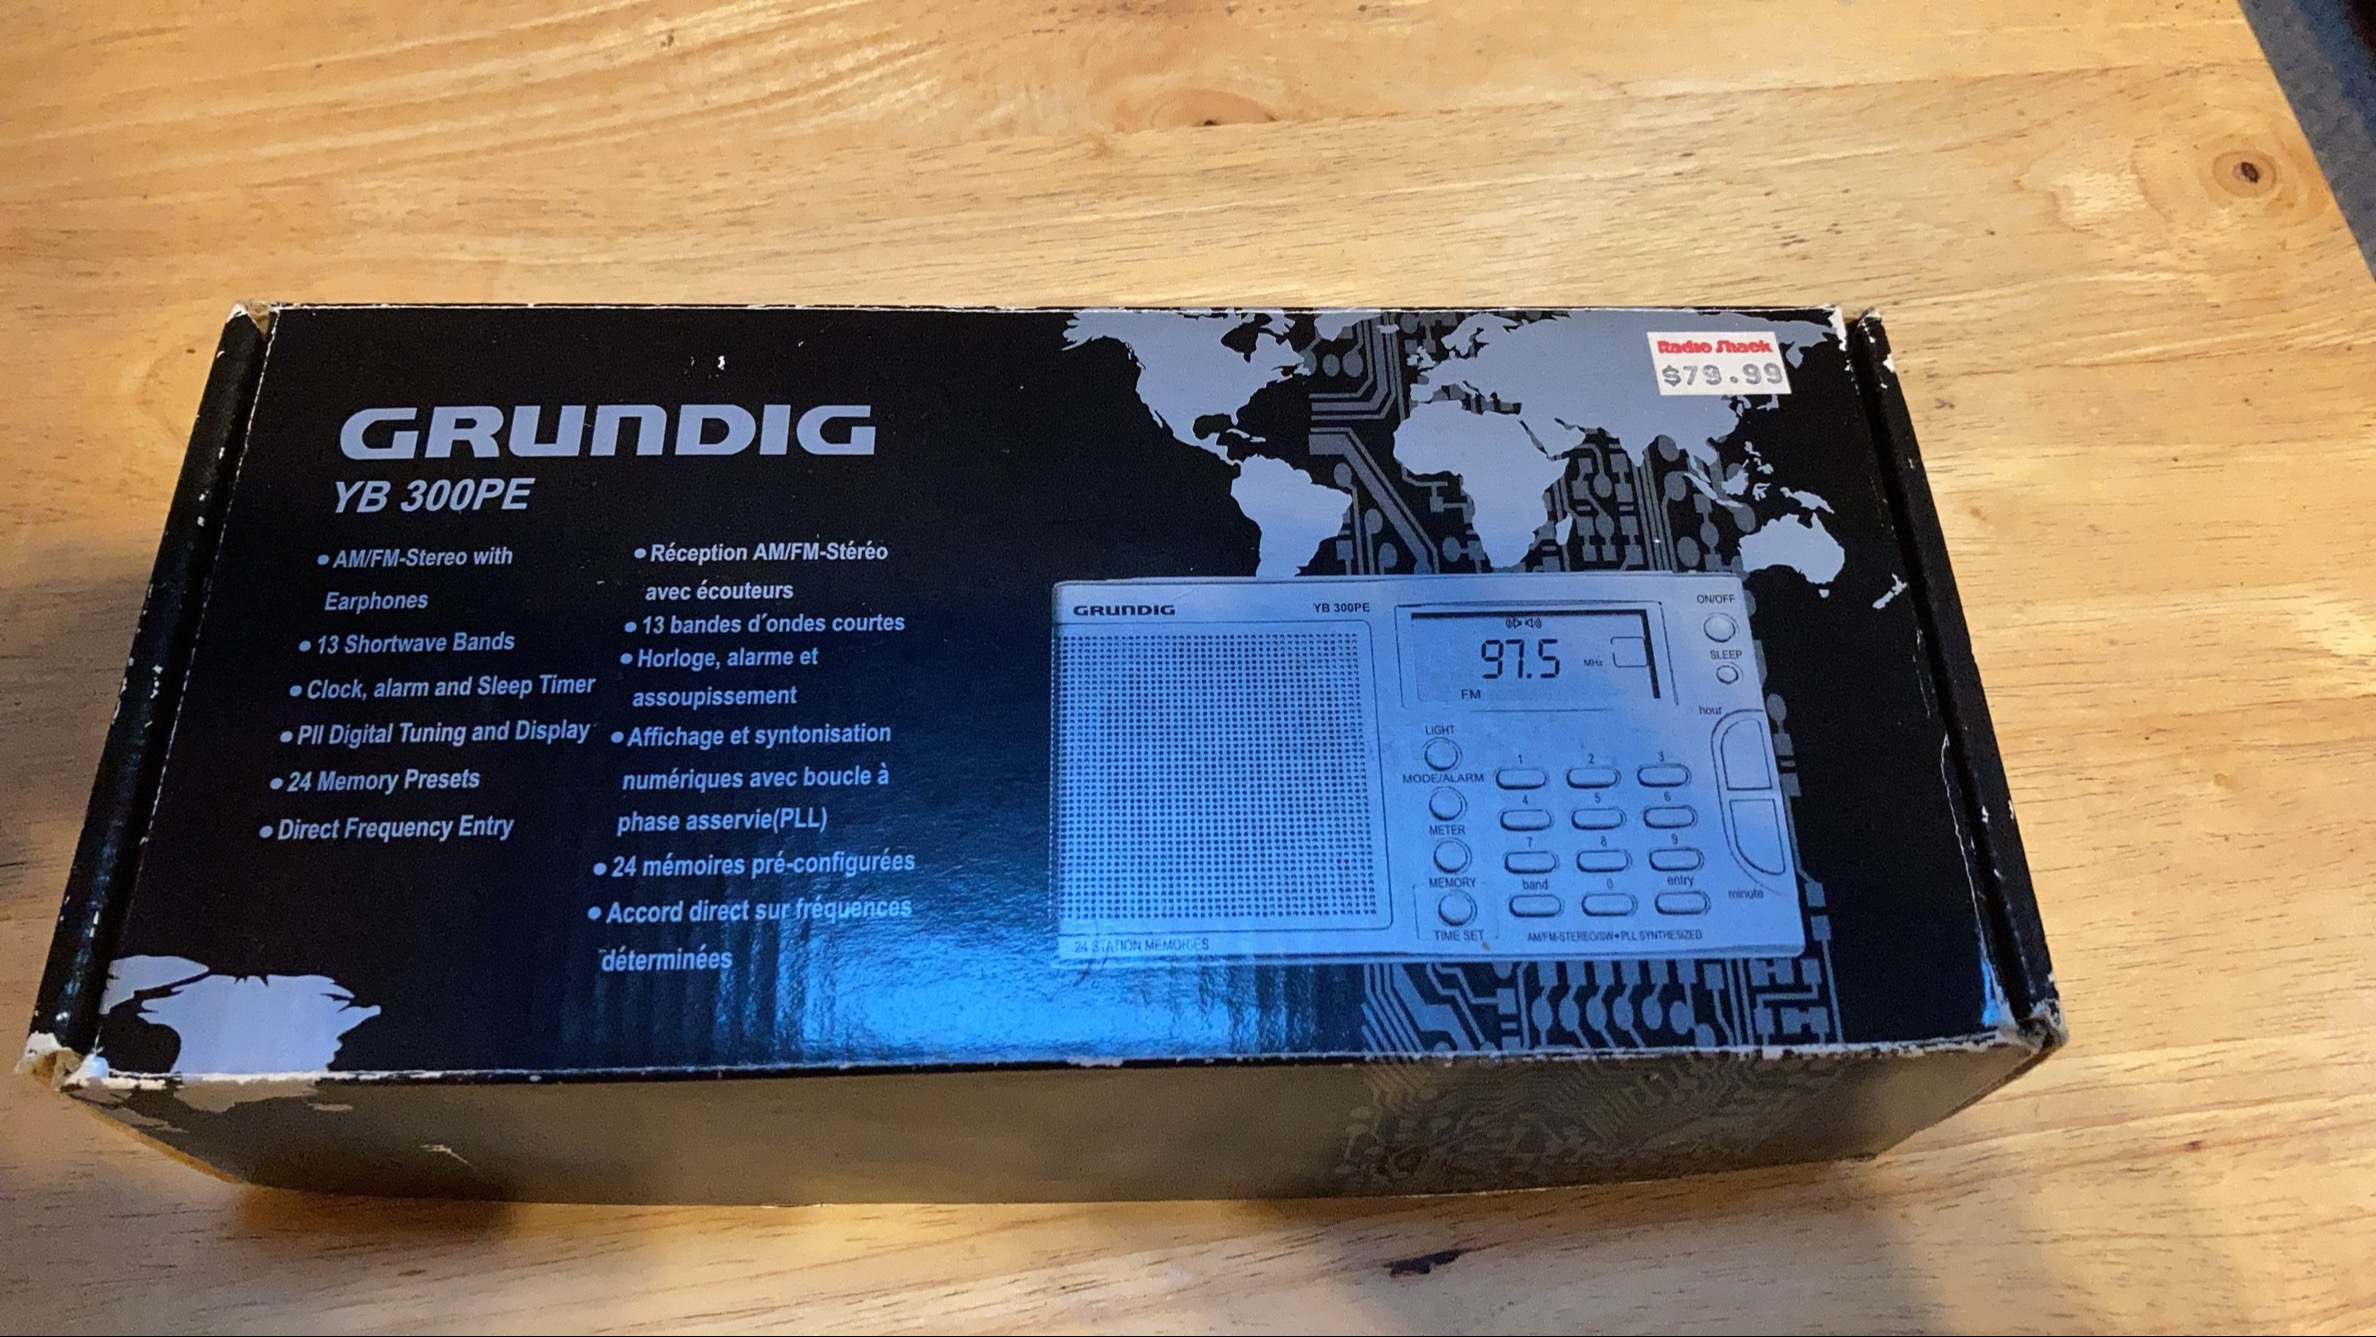 Radio Shack
$79.99
GRUNDIG
YB 300PE
• AM/FM-Stereo with
Earphones
• 13 Shortwave Bands
• Clock, alarm and Sleep Timer
• Pll Digital Tuning and Display
• 24 Memory Presets
• Direct Frequency Entry
• Réception AM/FM-Stéréo
avec écouteurs
• 13 bandes d´ondes courtes
• Horloge, alarme et
assoupissement
• Affichage et syntonisation
numériques avec boucle à
phase asservie(PLL)
• 24 mémoires pré-configurées
• Accord direct sur fréquences
déterminées
GRUNDIG
YB 300PE
97.5
MHz
FM
ON/OFF
SLEEP
hour
minute
LIGHT
MODE/ALARM
METER
MEMORY
TIME SET
1 2 3
4 5 6
7 8 9
band 0 entry
24 STATION MEMORIES
AM/FM-STEREO/SW•PLL SYNTHESIZED